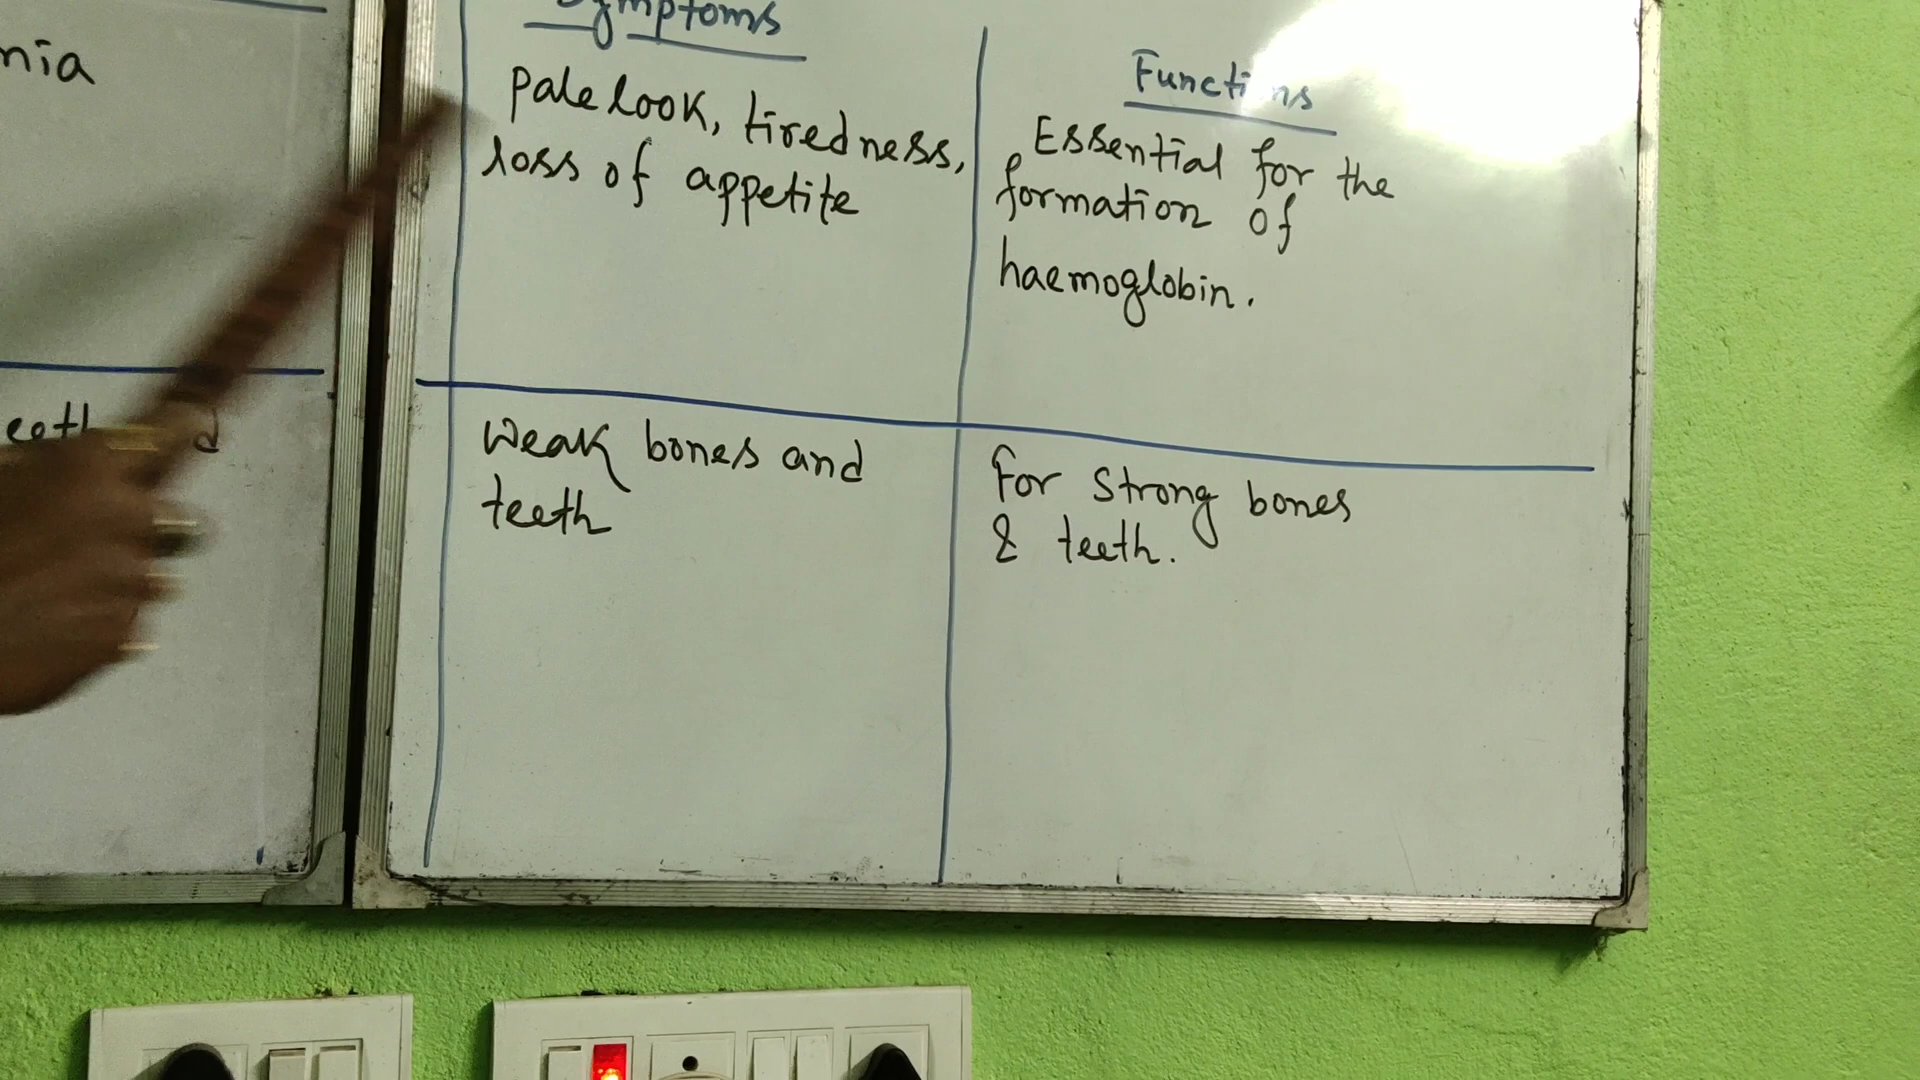 Symptoms
Functions
nia
pale look, tiredness,
loss of appetite
Essential for the
formation of
haemoglobin.
Weak bones and
teeth
For strong bones
& teeth.